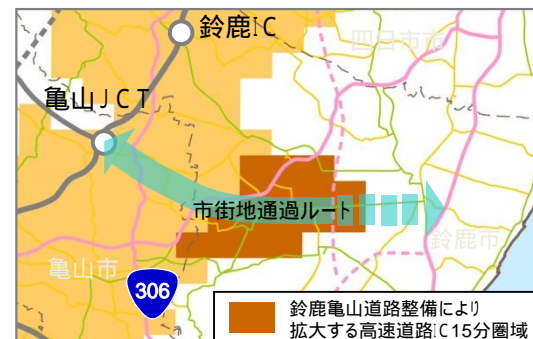 鈴鹿IC
四日市市
亀山JCT
市街地通過ルート
鈴鹿市
亀山市
306
鈴鹿亀山道路整備により
拡大する高速道路IC15分圏域